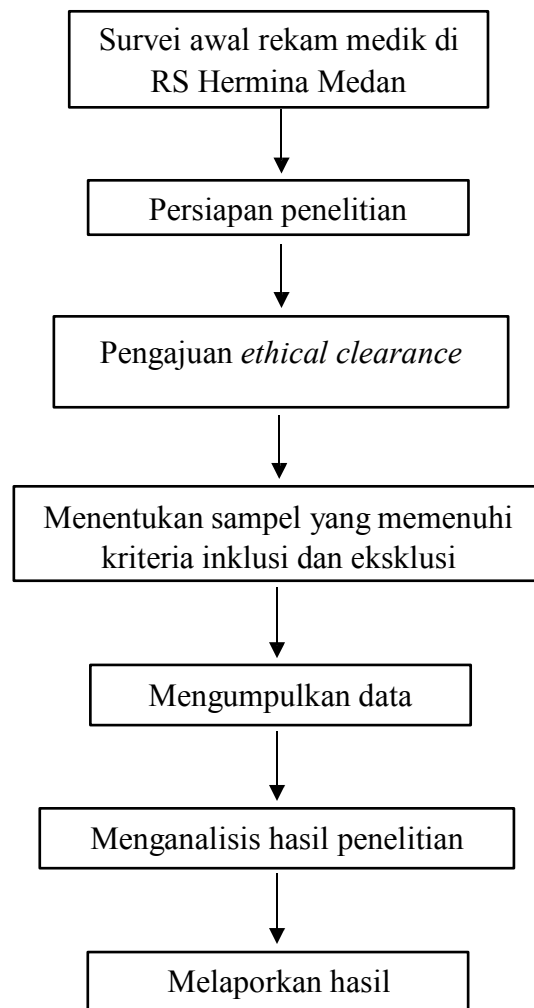 Survei awal rekam medik di
RS Hermina Medan
Persiapan penelitian
Pengajuan ethical clearance
Menentukan sampel yang memenuhi
kriteria inklusi dan eksklusi
Mengumpulkan data
Menganalisis hasil penelitian
Melaporkan hasil